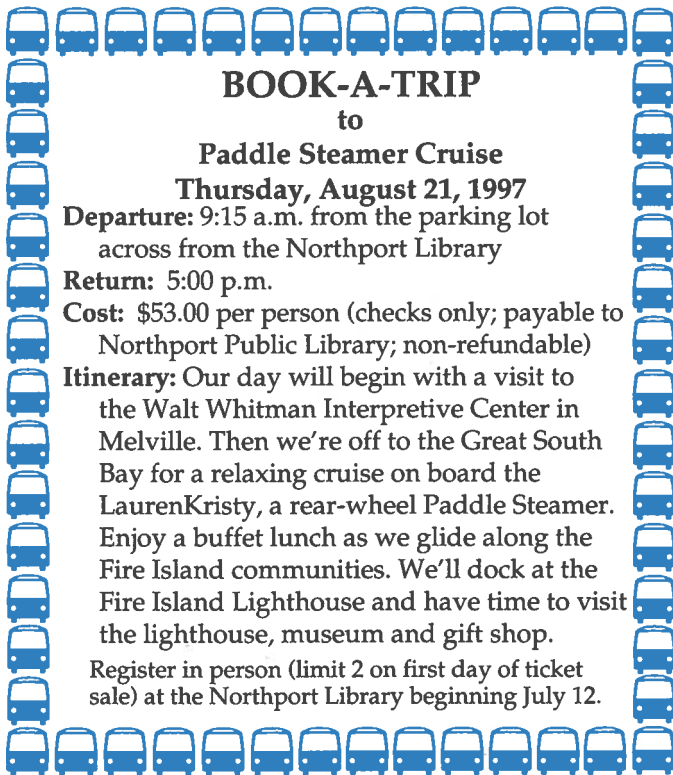 BOOK-A-TRIP
to
Paddle Steamer Cruise
Thursday, August 21, 1997
Departure: 9:15 a.m. from the parking lot
across from the Northport Library
Return: 5:00 p.m.
Cost: $53.00 per person (checks only; payable to
Northport Public Library; non-refundable)
Itinerary: Our day will begin with a visit to
the Walt Whitman Interpretive Center in
Melville. Then we're off to the Great South
Bay for a relaxing cruise on board the
LaurenKristy, a rear-wheel Paddle Steamer.
Enjoy a buffet lunch as we glide along the
Fire Island communities. We'll dock at the
Fire Island Lighthouse and have time to visit
the lighthouse, museum and gift shop.
Register in person (limit 2 on first day of ticket
sale) at the Northport Library beginning July 12.